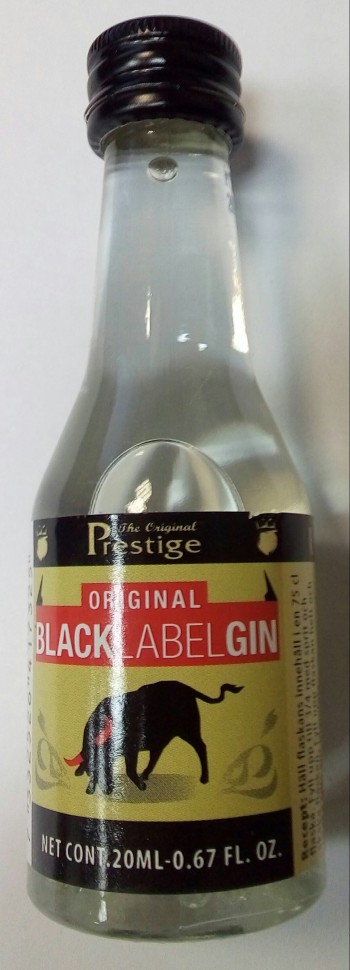 The Original
Prestige
ORIGINAL
BLACKLABELGIN
NET CONT.20ML-0.67 FL. OZ.
Recept: Häll flaskans innehåll i en 75 cl